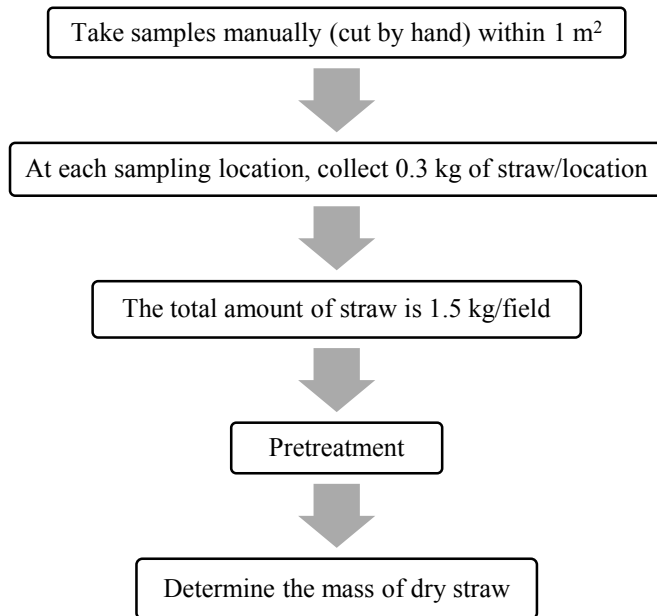 Take samples manually (cut by hand) within 1 m²
At each sampling location, collect 0.3 kg of straw/location
The total amount of straw is 1.5 kg/field
Pretreatment
Determine the mass of dry straw